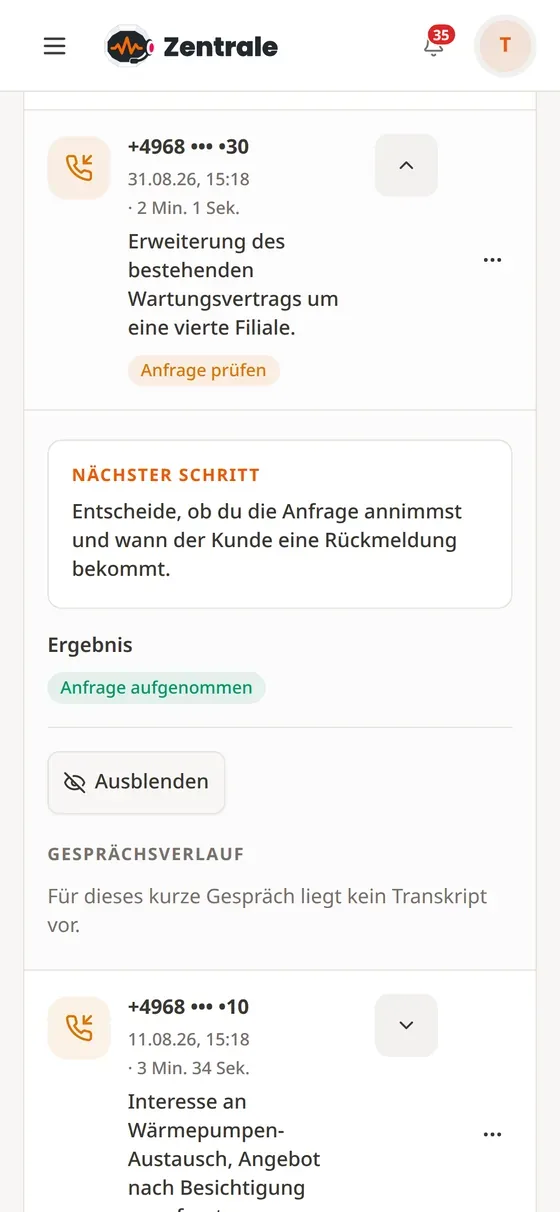 Zentrale
35
T
+4968 ••• •30
31.08.26, 15:18
· 2 Min. 1 Sek.
Erweiterung des
bestehenden
Wartungsvertrags um
eine vierte Filiale.
Anfrage prüfen
NÄCHSTER SCHRITT
Entscheide, ob du die Anfrage annimmst
und wann der Kunde eine Rückmeldung
bekommt.
Ergebnis
Anfrage aufgenommen
Ausblenden
GESPRÄCHSVERLAUF
Für dieses kurze Gespräch liegt kein Transkript
vor.
+4968 ••• •10
11.08.26, 15:18
· 3 Min. 34 Sek.
Interesse an
Wärmepumpen-
Austausch, Angebot
nach Besichtigung